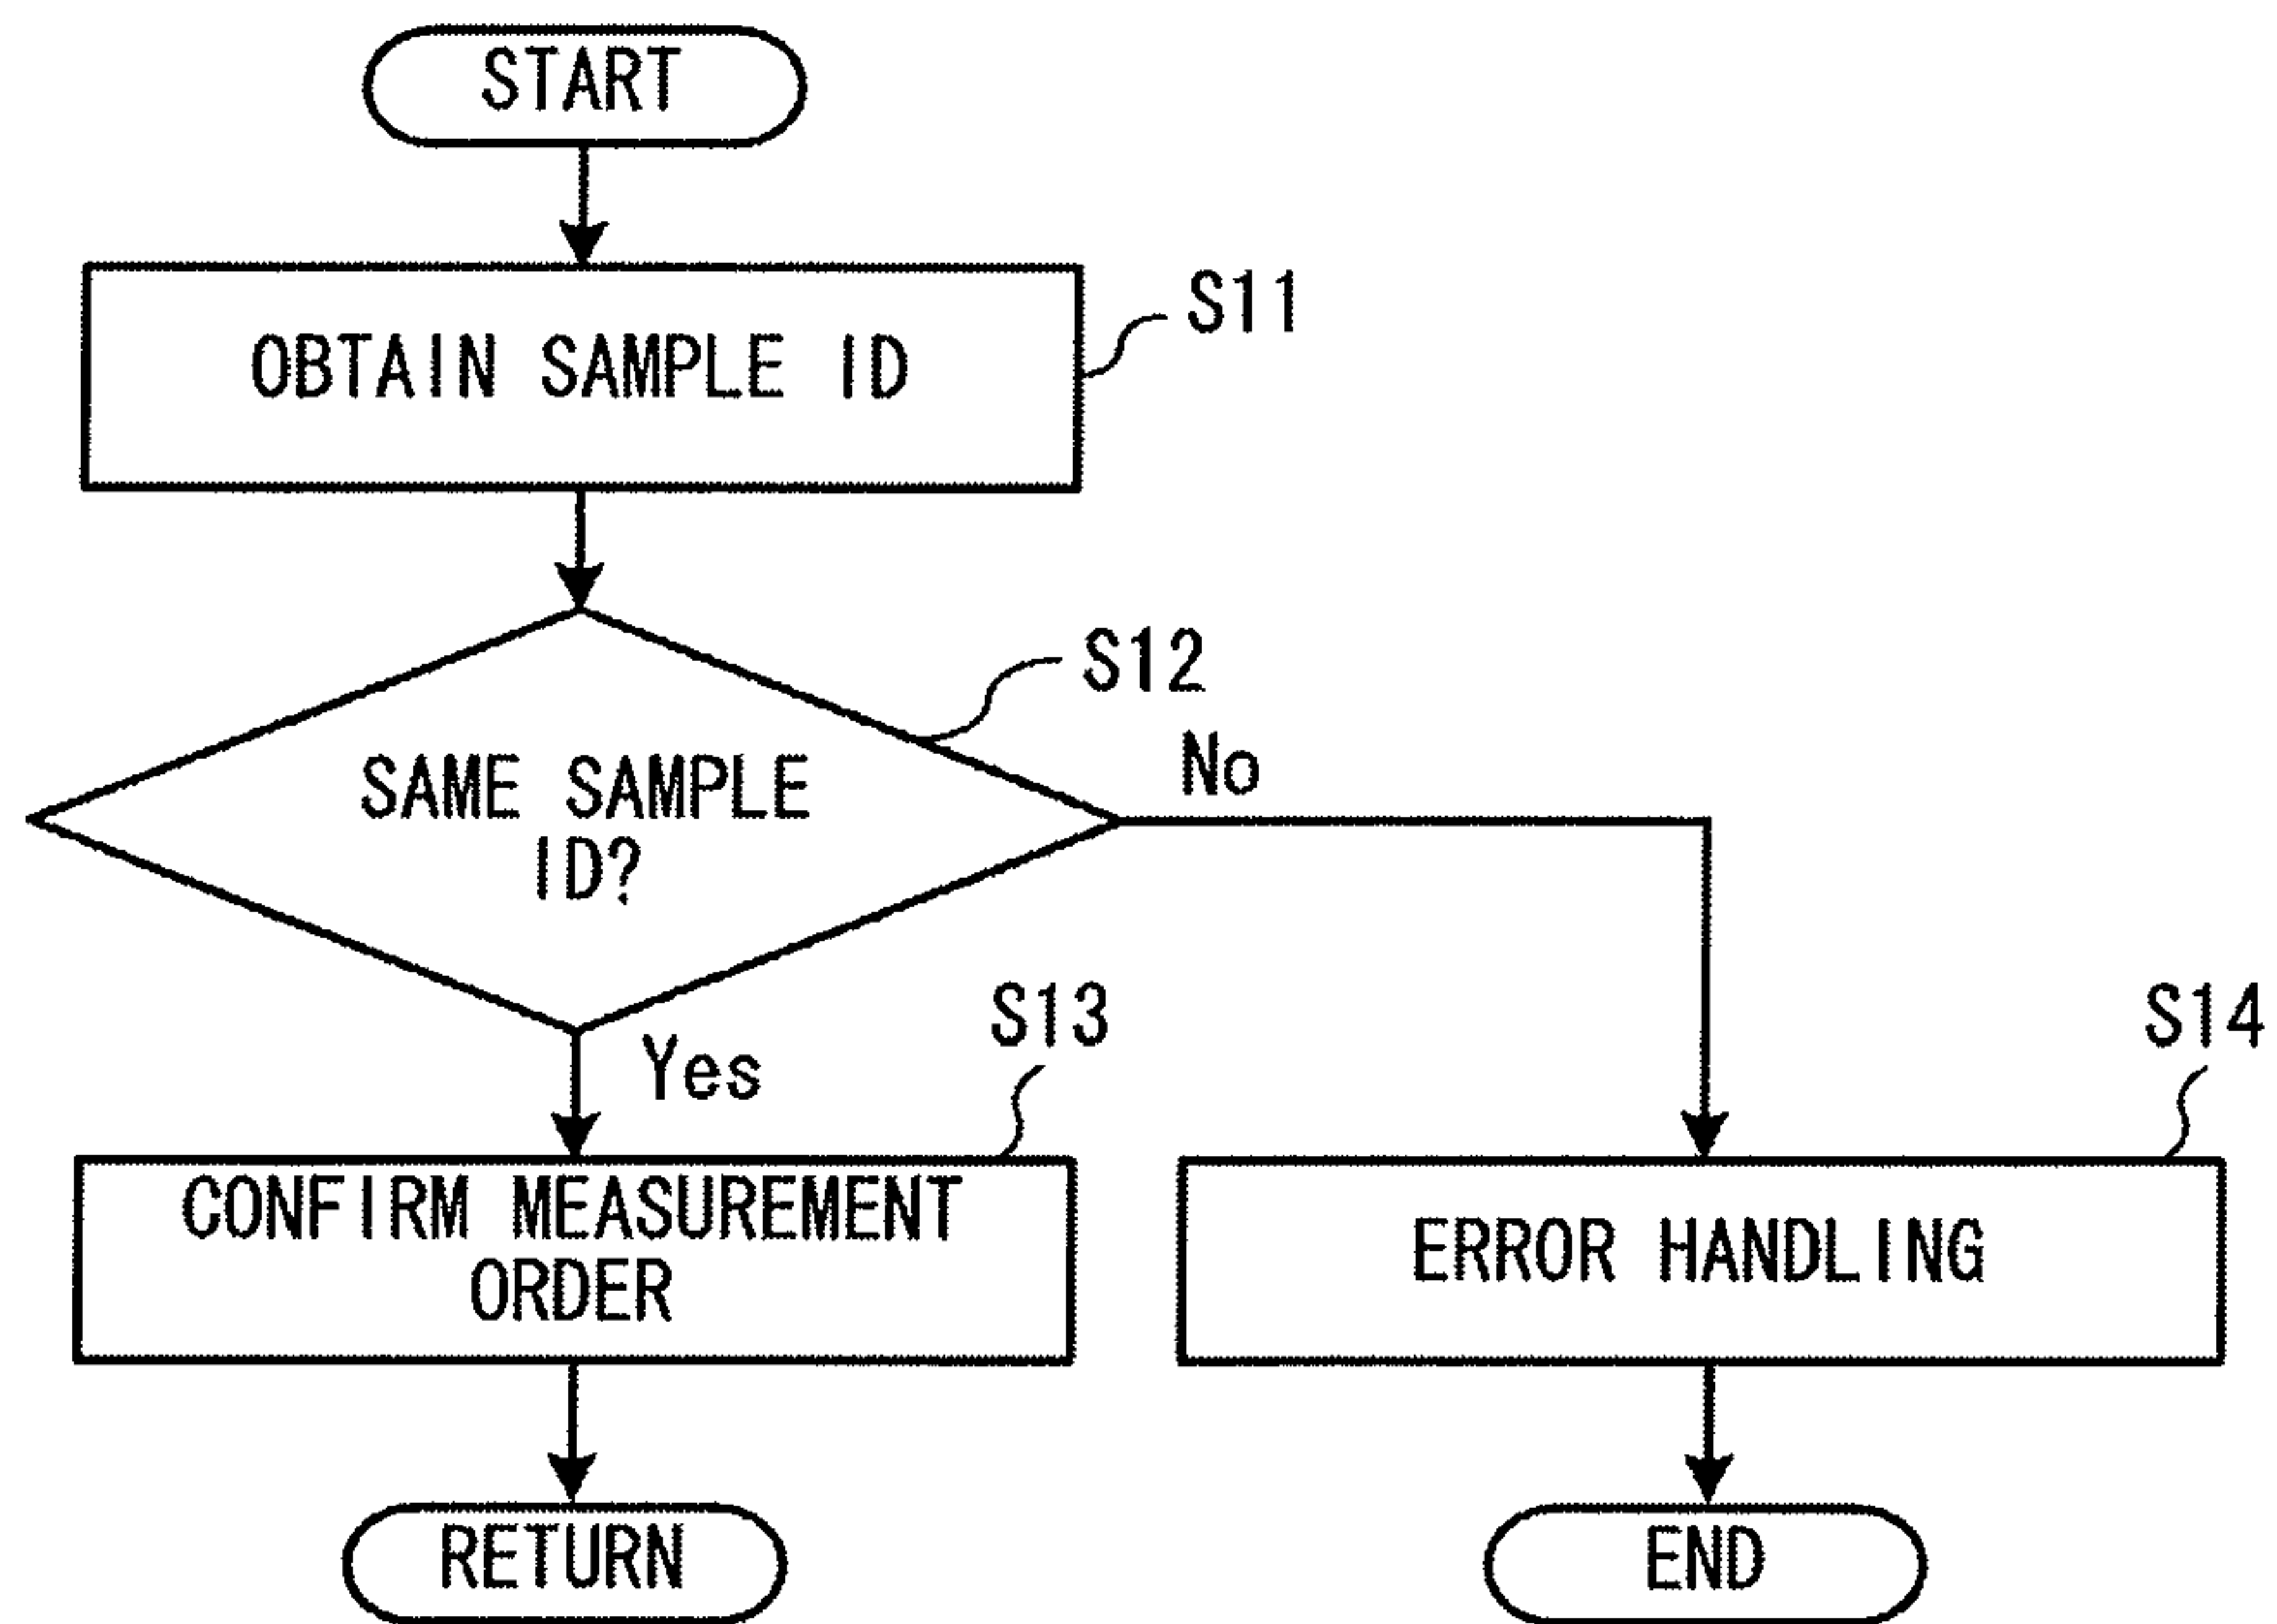 START
OBTAIN SAMPLE ID
S11
S12
SAME SAMPLE
ID?
No
Yes
S13
S14
CONFIRM MEASUREMENT
ORDER
ERROR HANDLING
RETURN
END